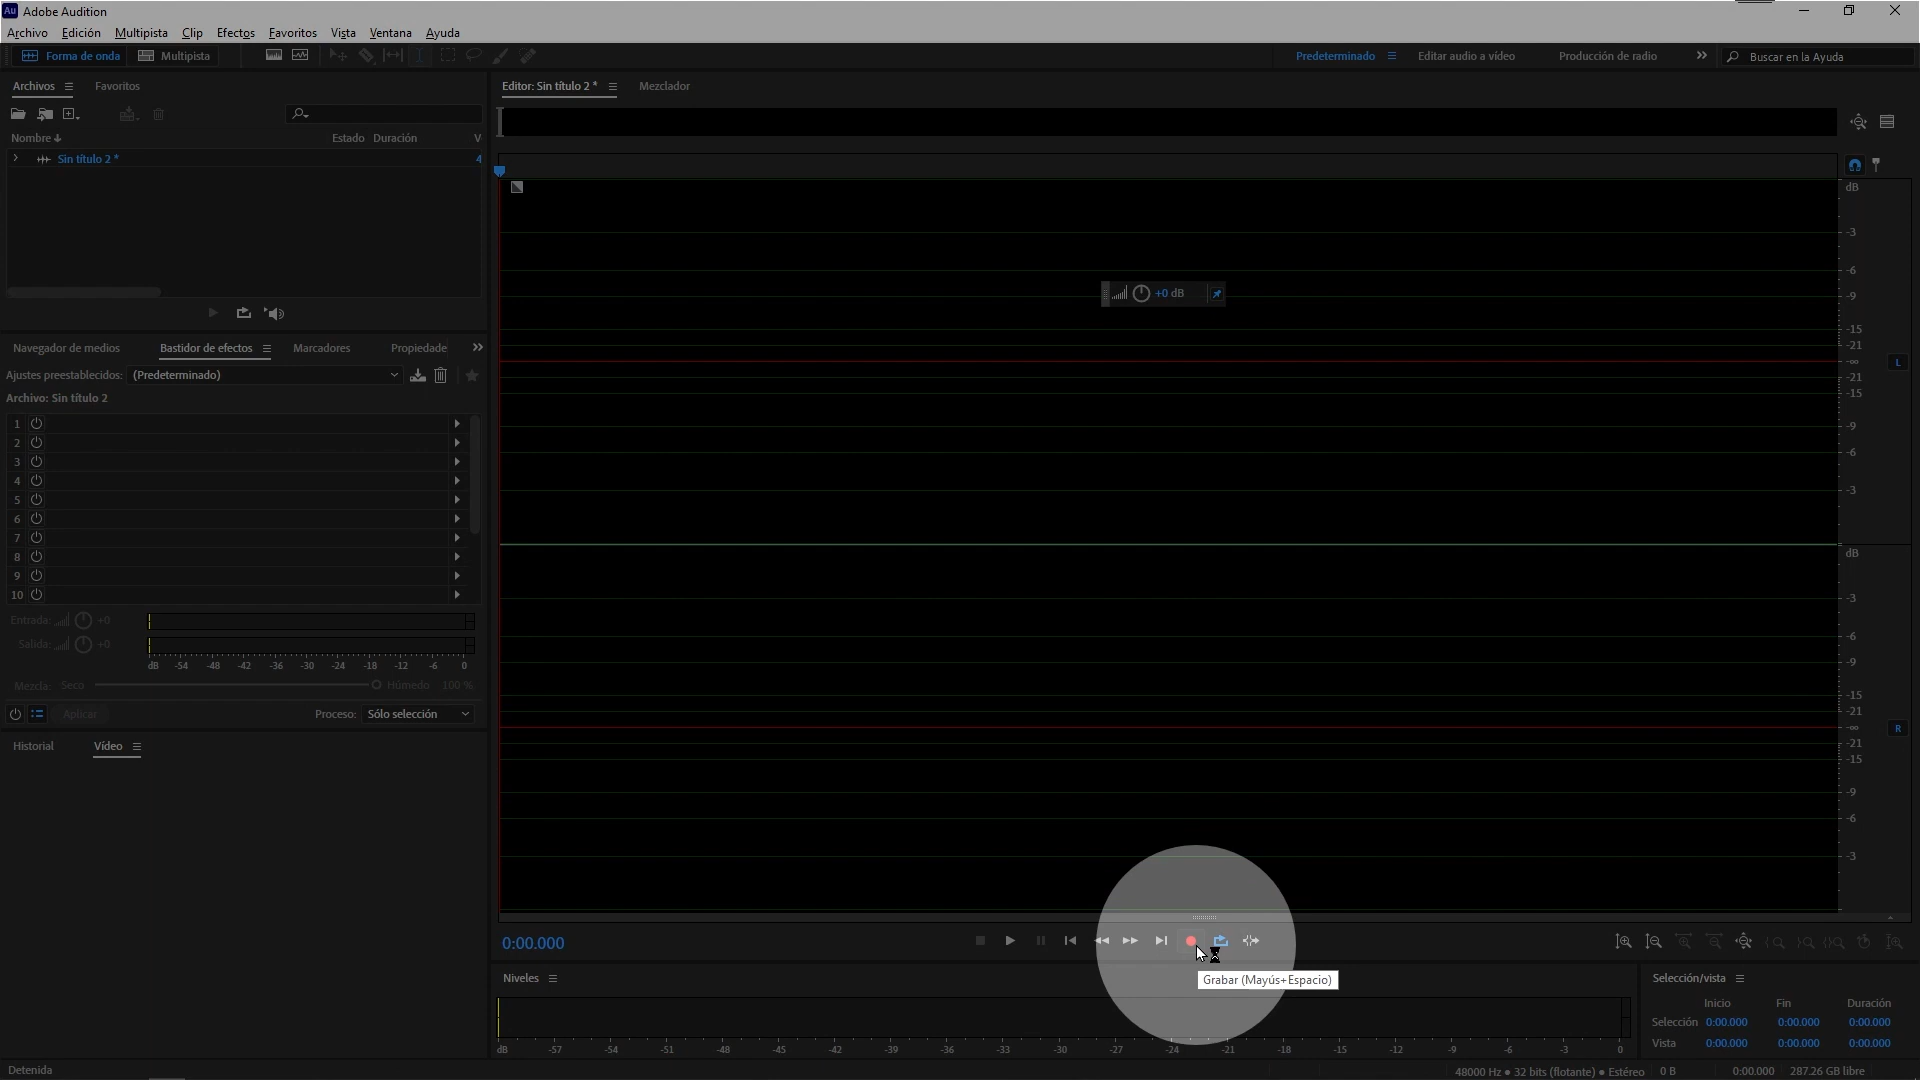 Au Adobe Audition
Archivo Edición Multipista Clip Efectos Favoritos Vista Ventana Ayuda
Forma de onda Multipista Predeterminado Editar audio a vídeo Producción de radio Buscar en la Ayuda
Archivos Favoritos
Nombre Estado Duración V
Sin título 2 * 4
Navegador de medios Bastidor de efectos Marcadores Propiedade
Ajustes preestablecidos: (Predeterminado)
Archivo: Sin título 2
1
2
3
4
5
6
7
8
9
10
Entrada: +0
Salida: +0
dB -54 -48 -42 -36 -30 -24 -18 -12 -6 0
Mezcla: Seco Húmedo 100 %
Aplicar Proceso: Sólo selección
Historial Vídeo
Editor: Sin título 2 * Mezclador
+0 dB
dB
-3
-6
-9
-15
-21
-∞
-21
-15
-9
-6
-3
L
dB
-3
-6
-9
-15
-21
-∞
-21
-15
-9
-6
-3
R
0:00.000
Grabar (Mayús+Espacio)
Niveles
dB -57 -54 -51 -48 -45 -42 -39 -36 -33 -30 -27 -24 -21 -18 -15 -12 -9 -6 -3 0
Selección/vista
Inicio Fin Duración
Selección 0:00.000 0:00.000 0:00.000
Vista 0:00.000 0:00.000 0:00.000
Detenida 48000 Hz • 32 bits (flotante) • Estéreo 0 B 0:00.000 287.26 GB libre